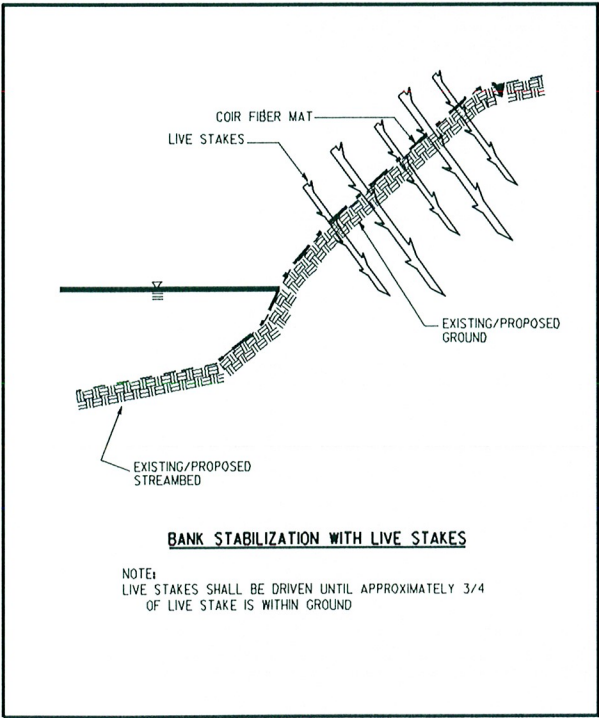 COIR FIBER MAT
LIVE STAKES
EXISTING/PROPOSED
GROUND
EXISTING/PROPOSED
STREAMBED
BANK STABILIZATION WITH LIVE STAKES
NOTE:
LIVE STAKES SHALL BE DRIVEN UNTIL APPROXIMATELY 3/4
OF LIVE STAKE IS WITHIN GROUND